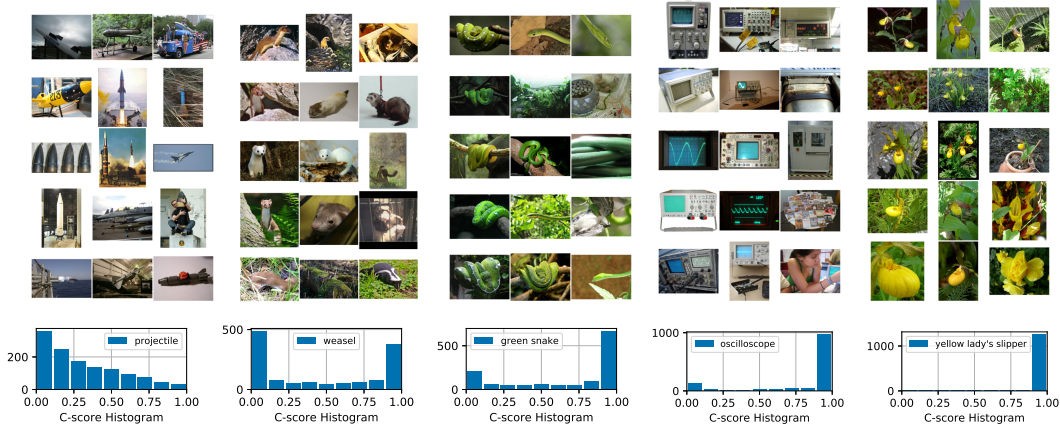 200
0
0.00 0.25 0.50 0.75 1.00
C-score Histogram
projectile
500
0
0.00 0.25 0.50 0.75 1.00
C-score Histogram
weasel
500
0
0.00 0.25 0.50 0.75 1.00
C-score Histogram
green snake
1000
0
0.00 0.25 0.50 0.75 1.00
C-score Histogram
oscilloscope
1000
0
0.00 0.25 0.50 0.75 1.00
C-score Histogram
yellow lady's slipper